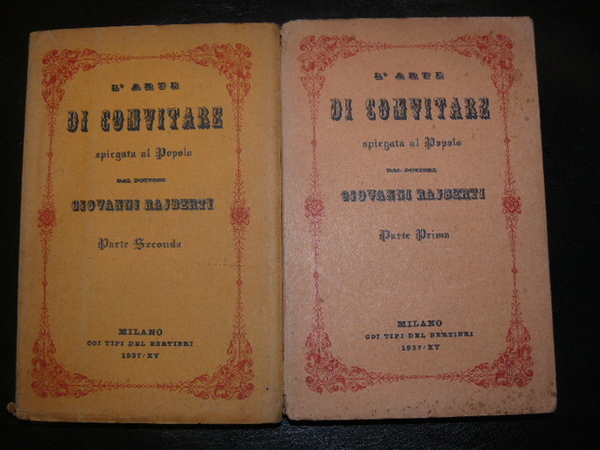 L'ARTE
DI CONVITARE
spiegata al Popolo
DAL DOTTORE
GIOVANNI RAJBERTI
Parte Seconda
MILANO
COI TIPI DEL BERTIERI
1937/XV
L'ARTE
DI CONVITARE
spiegata al Popolo
DAL DOTTORE
GIOVANNI RAJBERTI
Parte Prima
MILANO
COI TIPI DEL BERTIERI
1937/XV